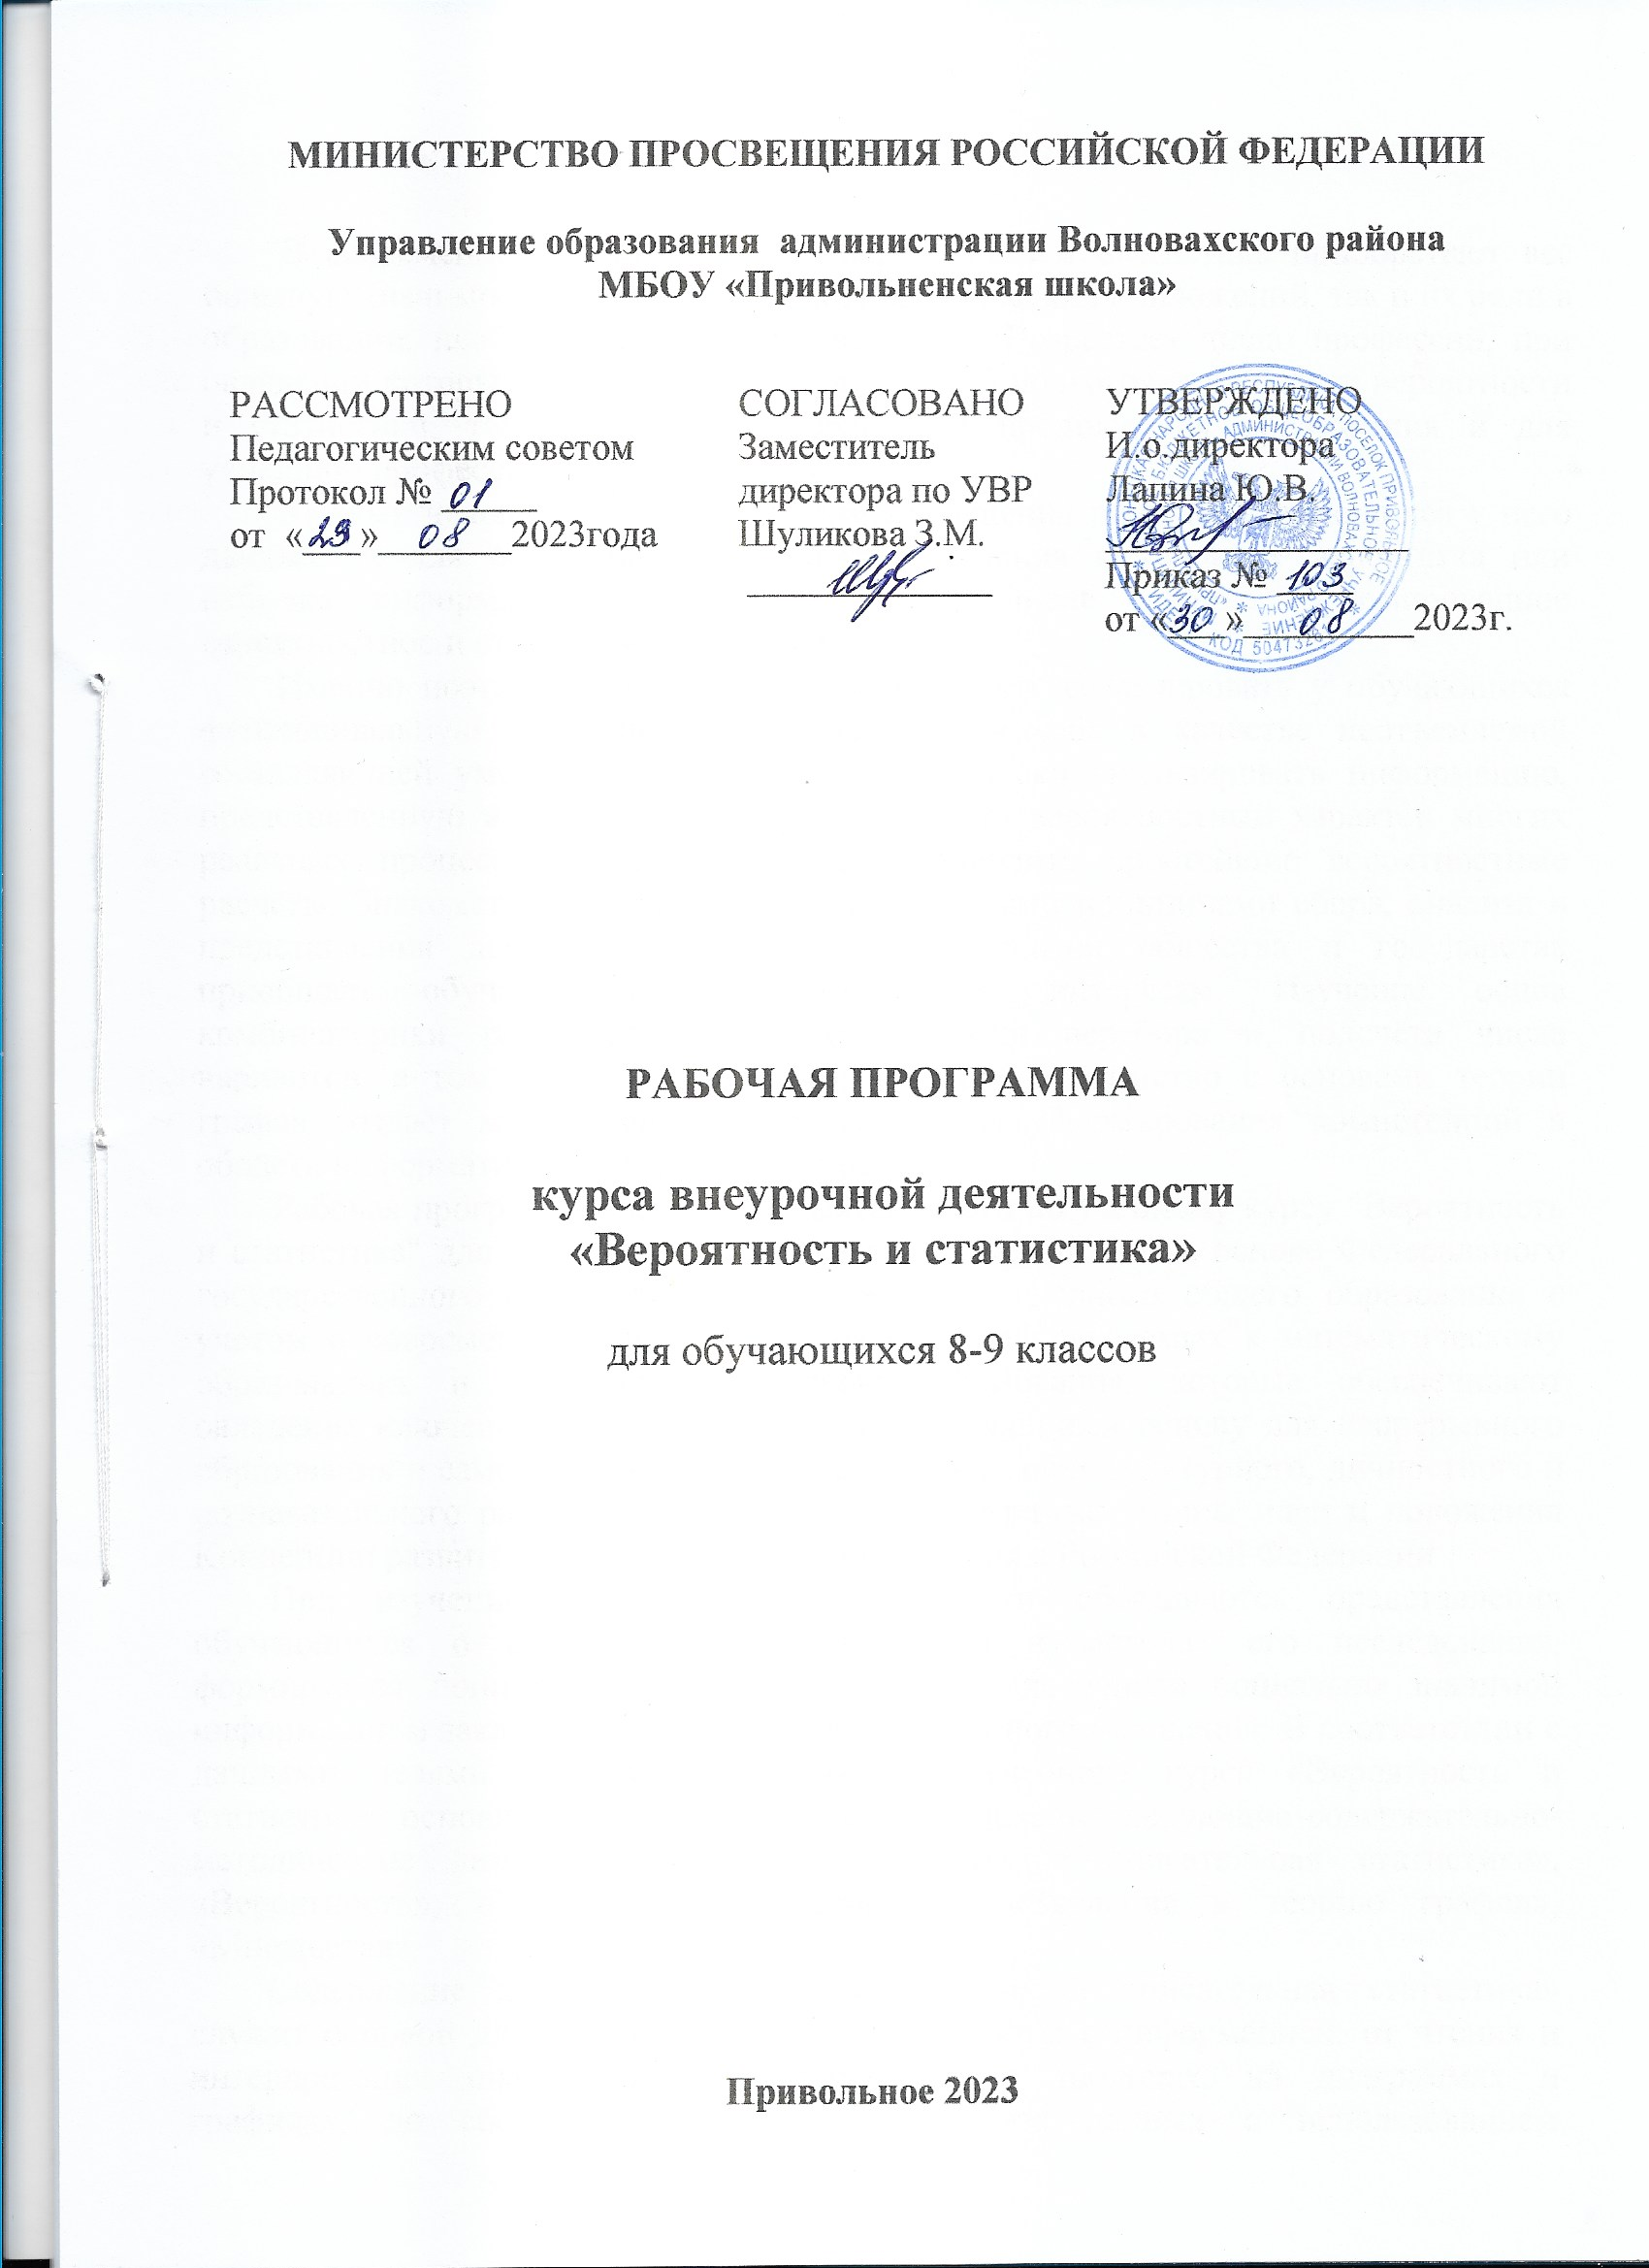 МИНИСТЕРСТВО ПРОСВЕЩЕНИЯ РОССИЙСКОЙ ФЕДЕРАЦИИ
Управление образования администрации Волновахского района
МБОУ «Привольненская школа»
РАССМОТРЕНО
Педагогическим советом
Протокол № 01
от «29» 08 2023года
СОГЛАСОВАНО
Заместитель
директора по УВР
Шуликова З.М.
УТВЕРЖДЕНО
И.о.директора
Лапина Ю.В.
Приказ № 103
от «30 » 08 2023г.
РАБОЧАЯ ПРОГРАММА
курса внеурочной деятельности
«Вероятность и статистика»
для обучающихся 8-9 классов
Привольное 2023